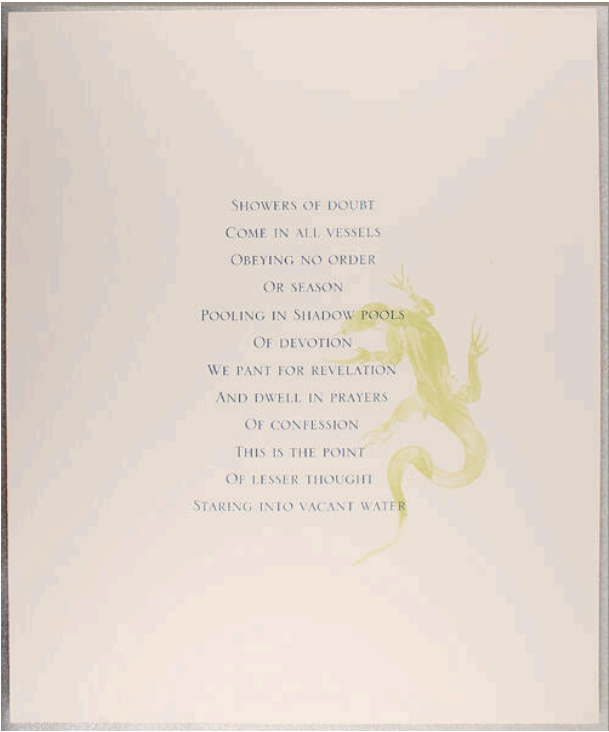 SHOWERS OF DOUBT
COME IN ALL VESSELS
OBEYING NO ORDER
OR SEASON
POOLING IN SHADOW POOLS
OF DEVOTION
WE PANT FOR REVELATION
AND DWELL IN PRAYERS
OF CONFESSION
THIS IS THE POINT
OF LESSER THOUGHT
STARING INTO VACANT WATER